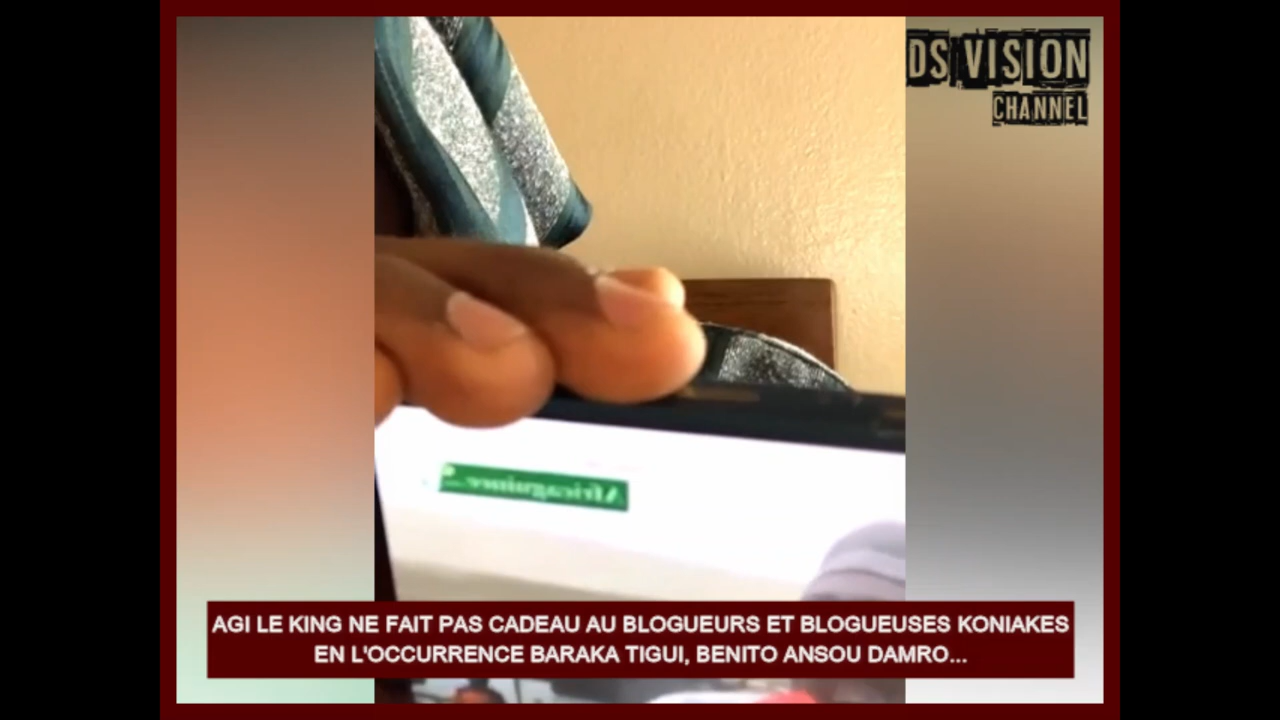 DS VISION
CHANNEL
Africaguinee
AGI LE KING NE FAIT PAS CADEAU AU BLOGUEURS ET BLOGUEUSES KONIAKES
EN L'OCCURRENCE BARAKA TIGUI, BENITO ANSOU DAMRO...